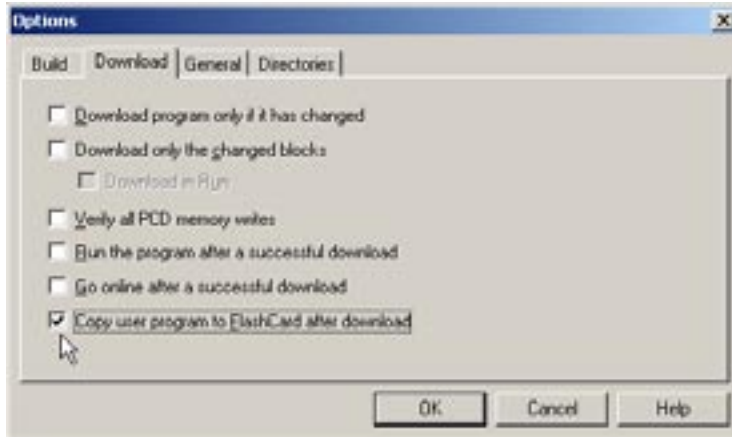 Options
Build Download General Directories
Download program only if it has changed
Download only the changed blocks
Download in Run
Verify all PCD memory writes
Run the program after a successful download
Go online after a successful download
Copy user program to FlashCard after download
OK Cancel Help